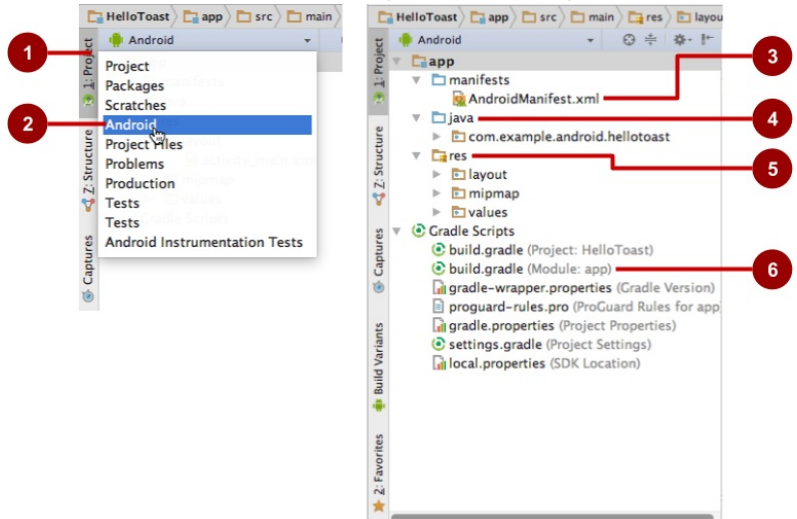 HelloToast app src main
Android
1: Project
Z: Structure
Captures
Project
Packages
Scratches
Android
Project Files
Problems
Production
Tests
Tests
Android Instrumentation Tests
1
2
HelloToast app src main res layou
Android
1: Project
Z: Structure
Captures
Build Variants
2: Favorites
app
manifests
AndroidManifest.xml
java
com.example.android.hellotoast
res
layout
mipmap
values
Gradle Scripts
build.gradle (Project: HelloToast)
build.gradle (Module: app)
gradle-wrapper.properties (Gradle Version)
proguard-rules.pro (ProGuard Rules for app
gradle.properties (Project Properties)
settings.gradle (Project Settings)
local.properties (SDK Location)
3
4
5
6